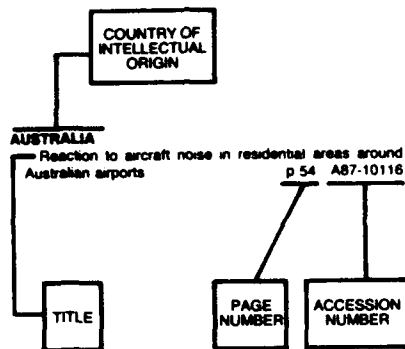 COUNTRY OF
INTELLECTUAL
ORIGIN
AUSTRALIA
Reaction to aircraft noise in residential areas around
Australian airports p 54 A87-10116
TITLE
PAGE
NUMBER
ACCESSION
NUMBER